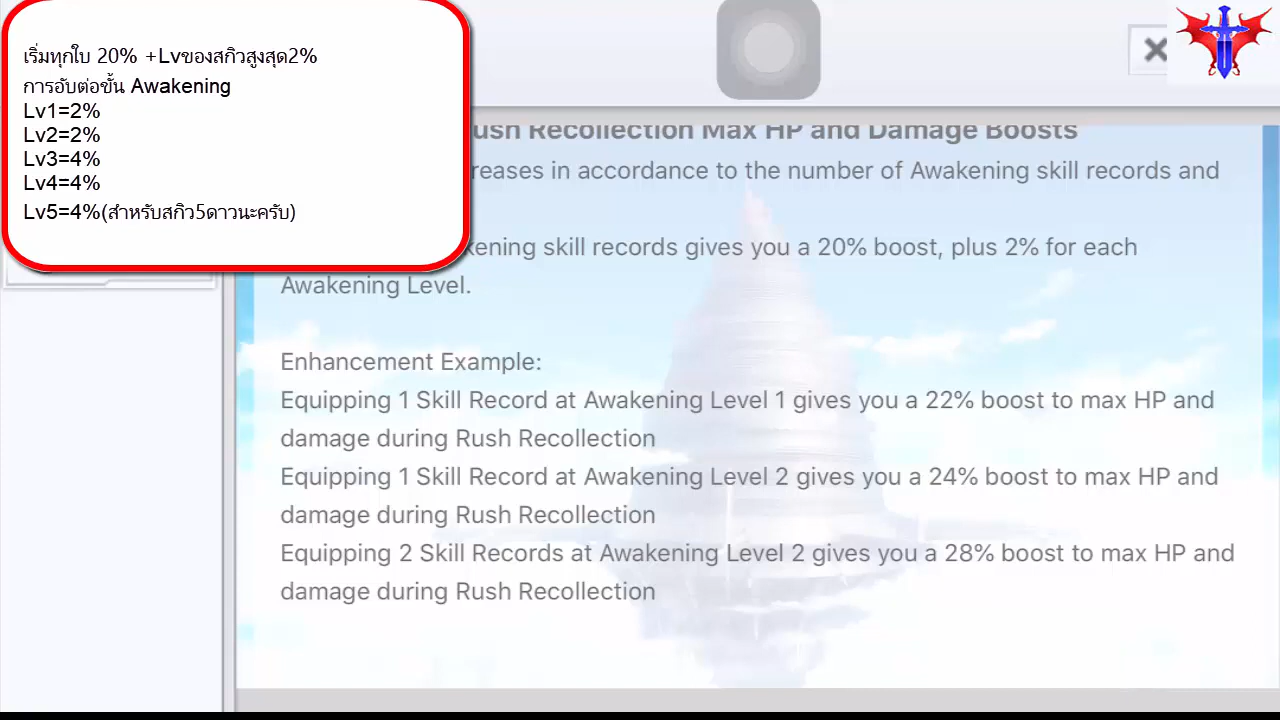 เริ่มทุกใบ 20% +Lvของสกิวสูงสุด2%
การอับต่อขั้น Awakening
Lv1=2%
Lv2=2%
Lv3=4%
Lv4=4%
Lv5=4%(สำหรับสกิว5ดาวนะครับ)
Recollection Max HP and Damage Boosts
in accordance to the number of Awakening skill records and
skill records gives you a 20% boost, plus 2% for each
Awakening Level.
Enhancement Example:
Equipping 1 Skill Record at Awakening Level 1 gives you a 22% boost to max HP and
damage during Rush Recollection
Equipping 1 Skill Record at Awakening Level 2 gives you a 24% boost to max HP and
damage during Rush Recollection
Equipping 2 Skill Records at Awakening Level 2 gives you a 28% boost to max HP and
damage during Rush Recollection